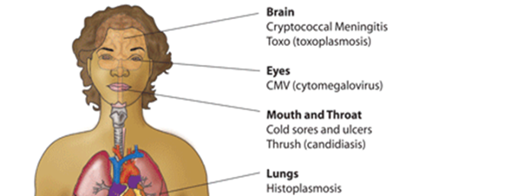 Brain
Cryptococcal Meningitis
Toxo (toxoplasmosis)
Eyes
CMV (cytomegalovirus)
Mouth and Throat
Cold sores and ulcers
Thrush (candidiasis)
Lungs
Histoplasmosis